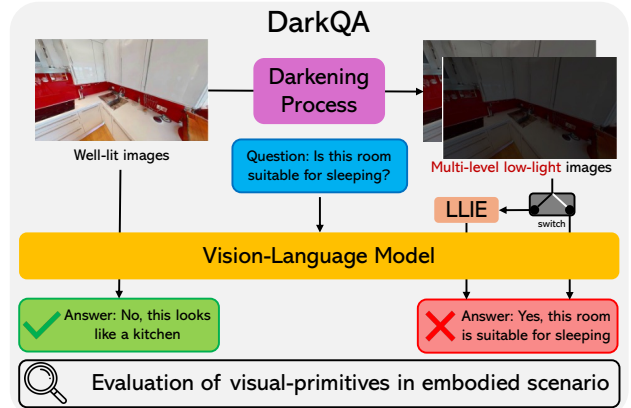 DarkQA
Darkening
Process
Well-lit images
Question: Is this room
suitable for sleeping?
Multi-level low-light images
LLIE
switch
Vision-Language Model
Answer: No, this looks
like a kitchen
Answer: Yes, this room
is suitable for sleeping
Evaluation of visual-primitives in embodied scenario